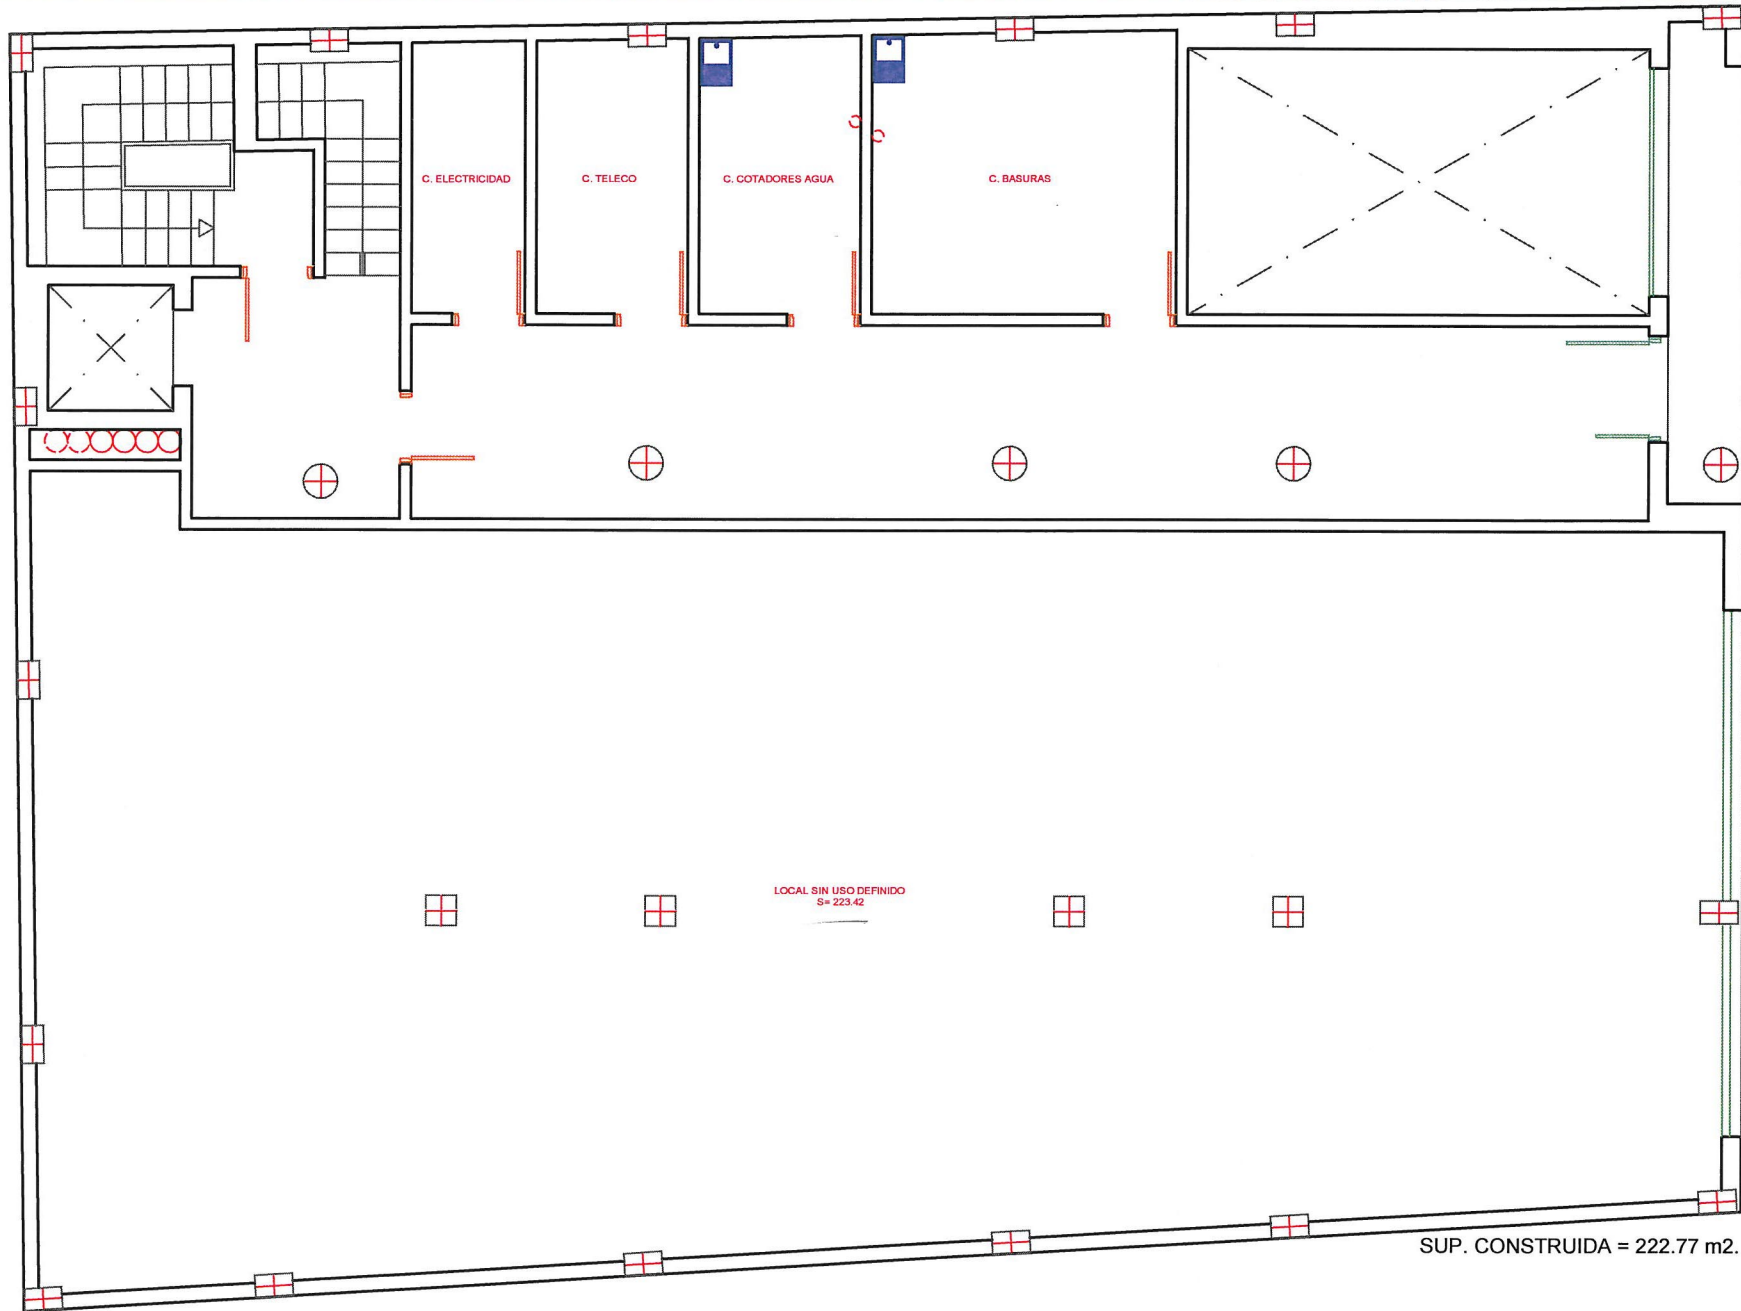 C. ELECTRICIDAD
C. TELECO
C. COTADORES AGUA
C. BASURAS
LOCAL SIN USO DEFINIDO
S= 223.42
SUP. CONSTRUIDA = 222.77 m2.